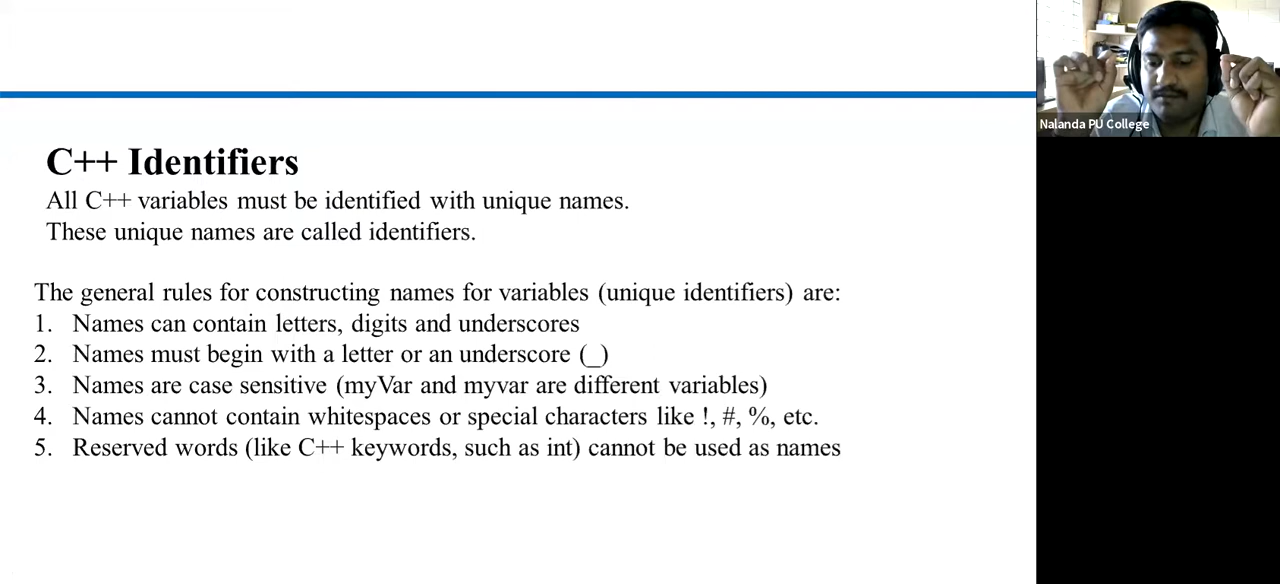 Nalanda PU College
C++ Identifiers
All C++ variables must be identified with unique names.
These unique names are called identifiers.
The general rules for constructing names for variables (unique identifiers) are:
1. Names can contain letters, digits and underscores
2. Names must begin with a letter or an underscore (_)
3. Names are case sensitive (myVar and myvar are different variables)
4. Names cannot contain whitespaces or special characters like !, #, %, etc.
5. Reserved words (like C++ keywords, such as int) cannot be used as names